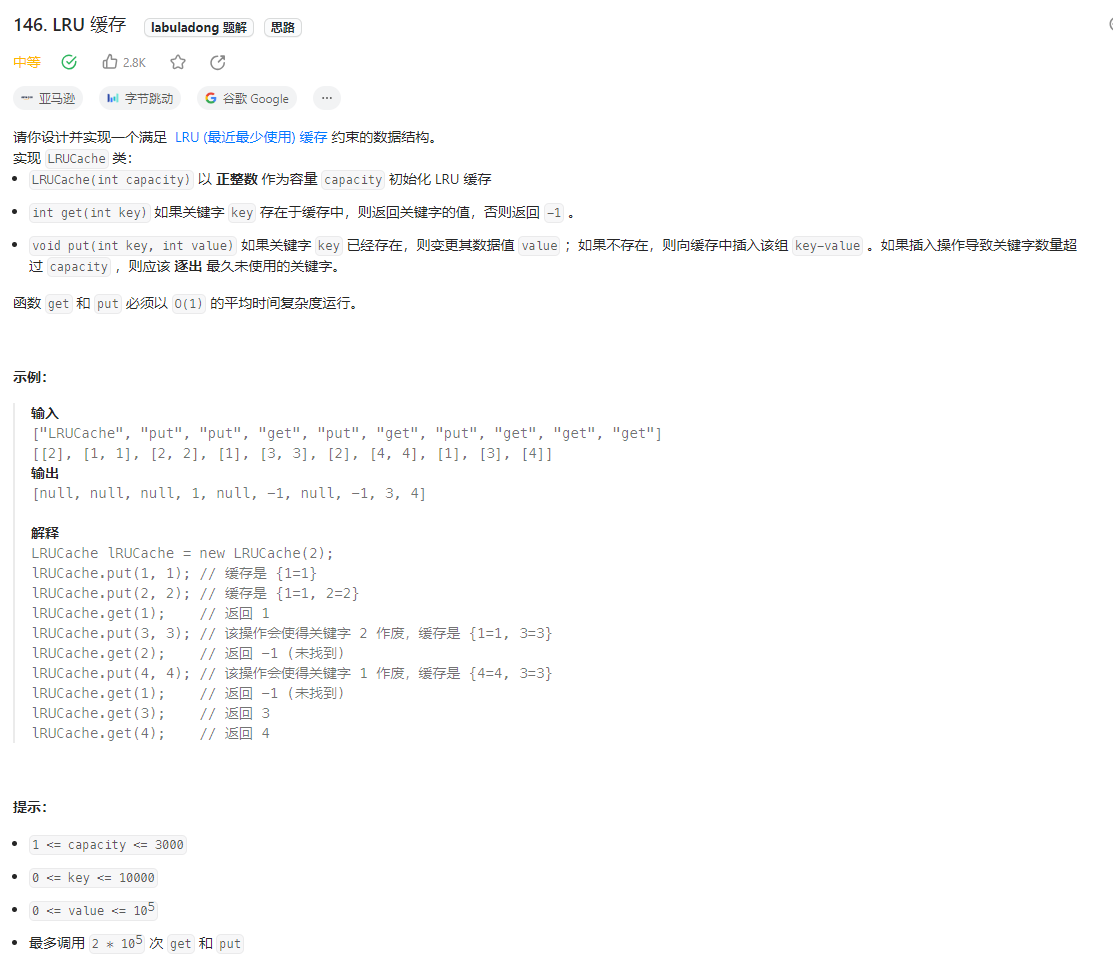 146. LRU 缓存 labuladong 题解 思路
中等 2.8K
亚马逊 字节跳动 谷歌 Google ...
请你设计并实现一个满足 LRU (最近最少使用) 缓存 约束的数据结构。
实现 LRUCache 类：
• LRUCache(int capacity) 以 正整数 作为容量 capacity 初始化 LRU 缓存
• int get(int key) 如果关键字 key 存在于缓存中，则返回关键字的值，否则返回 -1 。
• void put(int key, int value) 如果关键字 key 已经存在，则变更其数据值 value ；如果不存在，则向缓存中插入该组 key-value 。如果插入操作导致关键字数量超
过 capacity ，则应该 逐出 最久未使用的关键字。
函数 get 和 put 必须以 O(1) 的平均时间复杂度运行。
示例：
输入
["LRUCache", "put", "put", "get", "put", "get", "put", "get", "get", "get"]
[[2], [1, 1], [2, 2], [1], [3, 3], [2], [4, 4], [1], [3], [4]]
输出
[null, null, null, 1, null, -1, null, -1, 3, 4]
解释
LRUCache lRUCache = new LRUCache(2);
lRUCache.put(1, 1); // 缓存是 {1=1}
lRUCache.put(2, 2); // 缓存是 {1=1, 2=2}
lRUCache.get(1);    // 返回 1
lRUCache.put(3, 3); // 该操作会使得关键字 2 作废，缓存是 {1=1, 3=3}
lRUCache.get(2);    // 返回 -1 (未找到)
lRUCache.put(4, 4); // 该操作会使得关键字 1 作废，缓存是 {4=4, 3=3}
lRUCache.get(1);    // 返回 -1 (未找到)
lRUCache.get(3);    // 返回 3
lRUCache.get(4);    // 返回 4
提示：
• 1 <= capacity <= 3000
• 0 <= key <= 10000
• 0 <= value <= 10⁵
• 最多调用 2 * 10⁵ 次 get 和 put